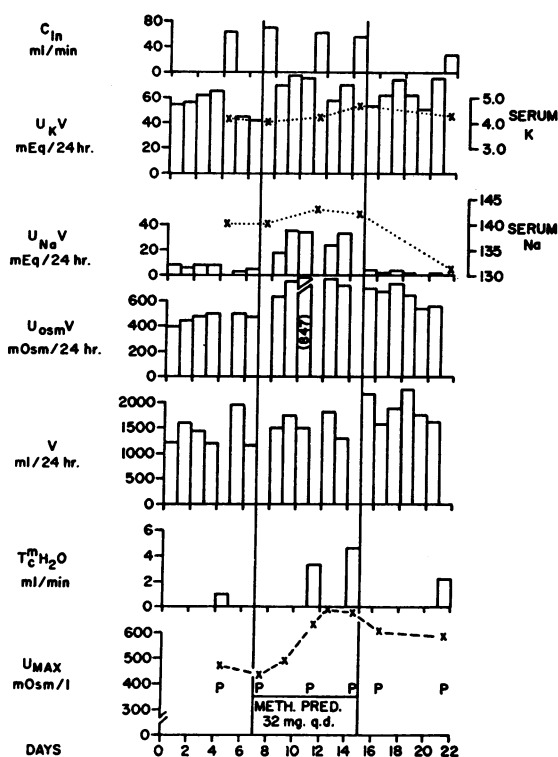 C_In
ml/min
80
40
0
U_KV
mEq/24 hr.
60
40
20
0
5.0
4.0
3.0
SERUM
K
U_NaV
mEq/24 hr.
40
20
0
145
140
135
130
SERUM
Na
U_osmV
mOsm/24 hr.
600
400
200
0
(847)
V
ml/24 hr.
2000
1500
1000
500
0
T_c^mH₂O
ml/min
6
4
2
0
U_MAX
mOsm/l
600
500
400
300
0
P P P P P P
METH. PRED.
32 mg. q.d.
DAYS 0 2 4 6 8 10 12 14 16 18 20 22